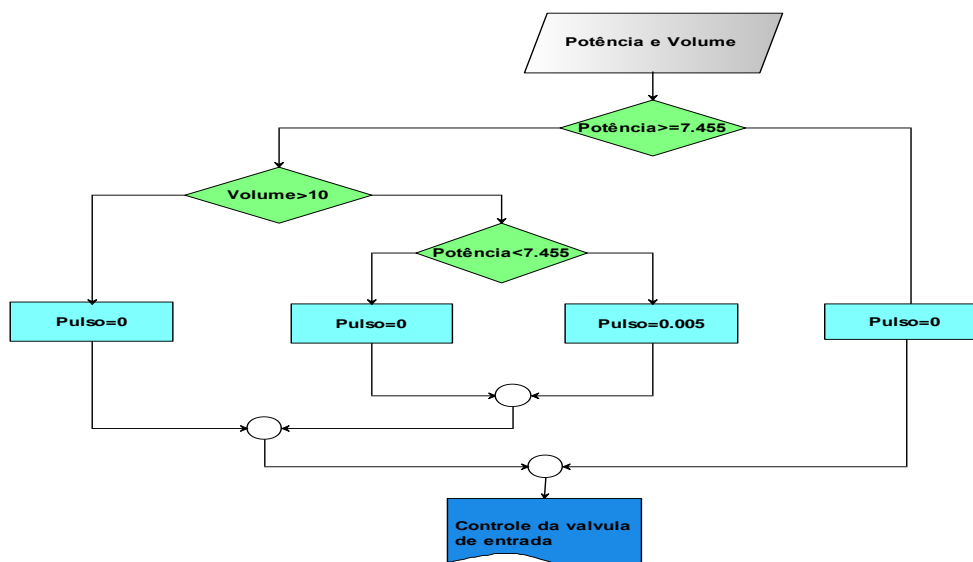 Potência e Volume
Potência>=7.455
Volume>10
Potência<7.455
Pulso=0
Pulso=0
Pulso=0.005
Pulso=0
Controle da valvula
de entrada